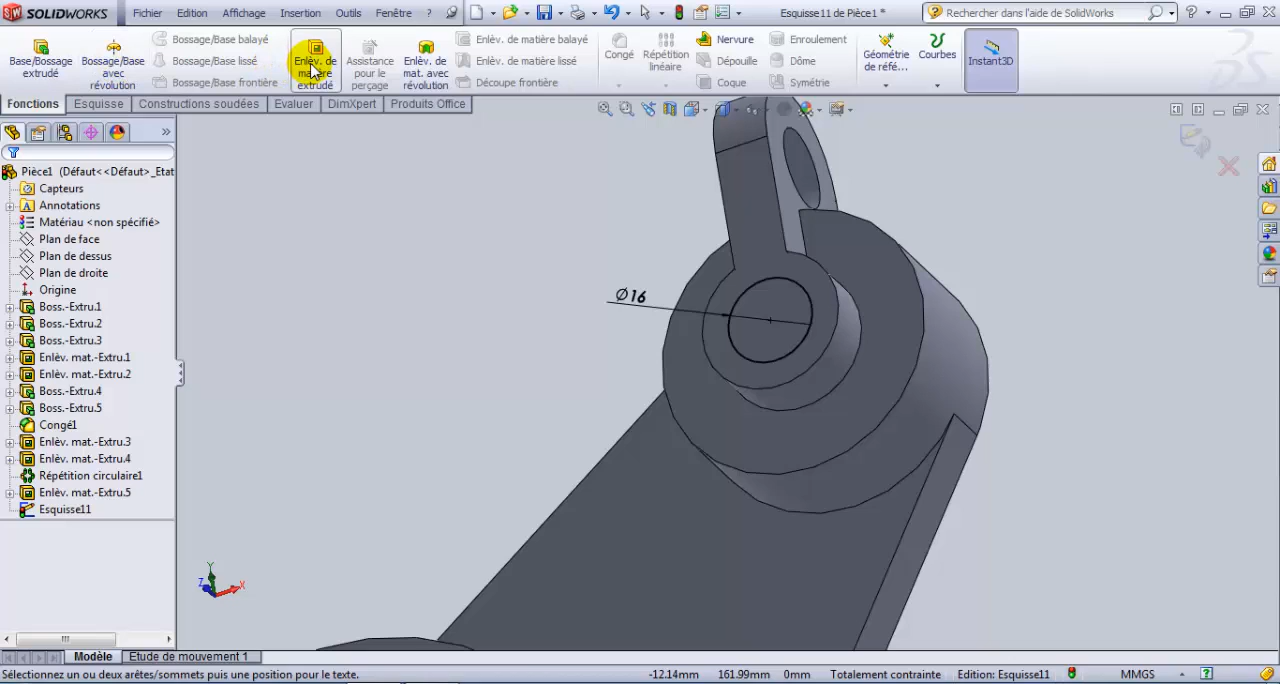 SOLIDWORKS Fichier Edition Affichage Insertion Outils Fenêtre ? Esquisse11 de Pièce1 * Rechercher dans l'aide de SolidWorks ?
Base/Bossage extrudé
Bossage/Base avec révolution
Bossage/Base balayé
Bossage/Base lissé
Bossage/Base frontière
Enlèv. de matière extrudé
Assistance pour le perçage
Enlèv. de mat. avec révolution
Enlèv. de matière balayé
Enlèv. de matière lissé
Découpe frontière
Congé
Répétition linéaire
Nervure
Dépouille
Coque
Enroulement
Dôme
Symétrie
Géométrie de réfé...
Courbes
Instant3D
Fonctions Esquisse Constructions soudées Evaluer DimXpert Produits Office
Pièce1 (Défaut<<Défaut>_Etat
Capteurs
Annotations
Matériau <non spécifié>
Plan de face
Plan de dessus
Plan de droite
Origine
Boss.-Extru.1
Boss.-Extru.2
Boss.-Extru.3
Enlèv. mat.-Extru.1
Enlèv. mat.-Extru.2
Boss.-Extru.4
Boss.-Extru.5
Congé1
Enlèv. mat.-Extru.3
Enlèv. mat.-Extru.4
Répétition circulaire1
Enlèv. mat.-Extru.5
Esquisse11
Ø16
Y
Z
X
Modèle Etude de mouvement 1
Sélectionnez un ou deux arêtes/sommets puis une position pour le texte. -12.14mm 161.99mm 0mm Totalement contrainte Edition: Esquisse11 MMGS ?